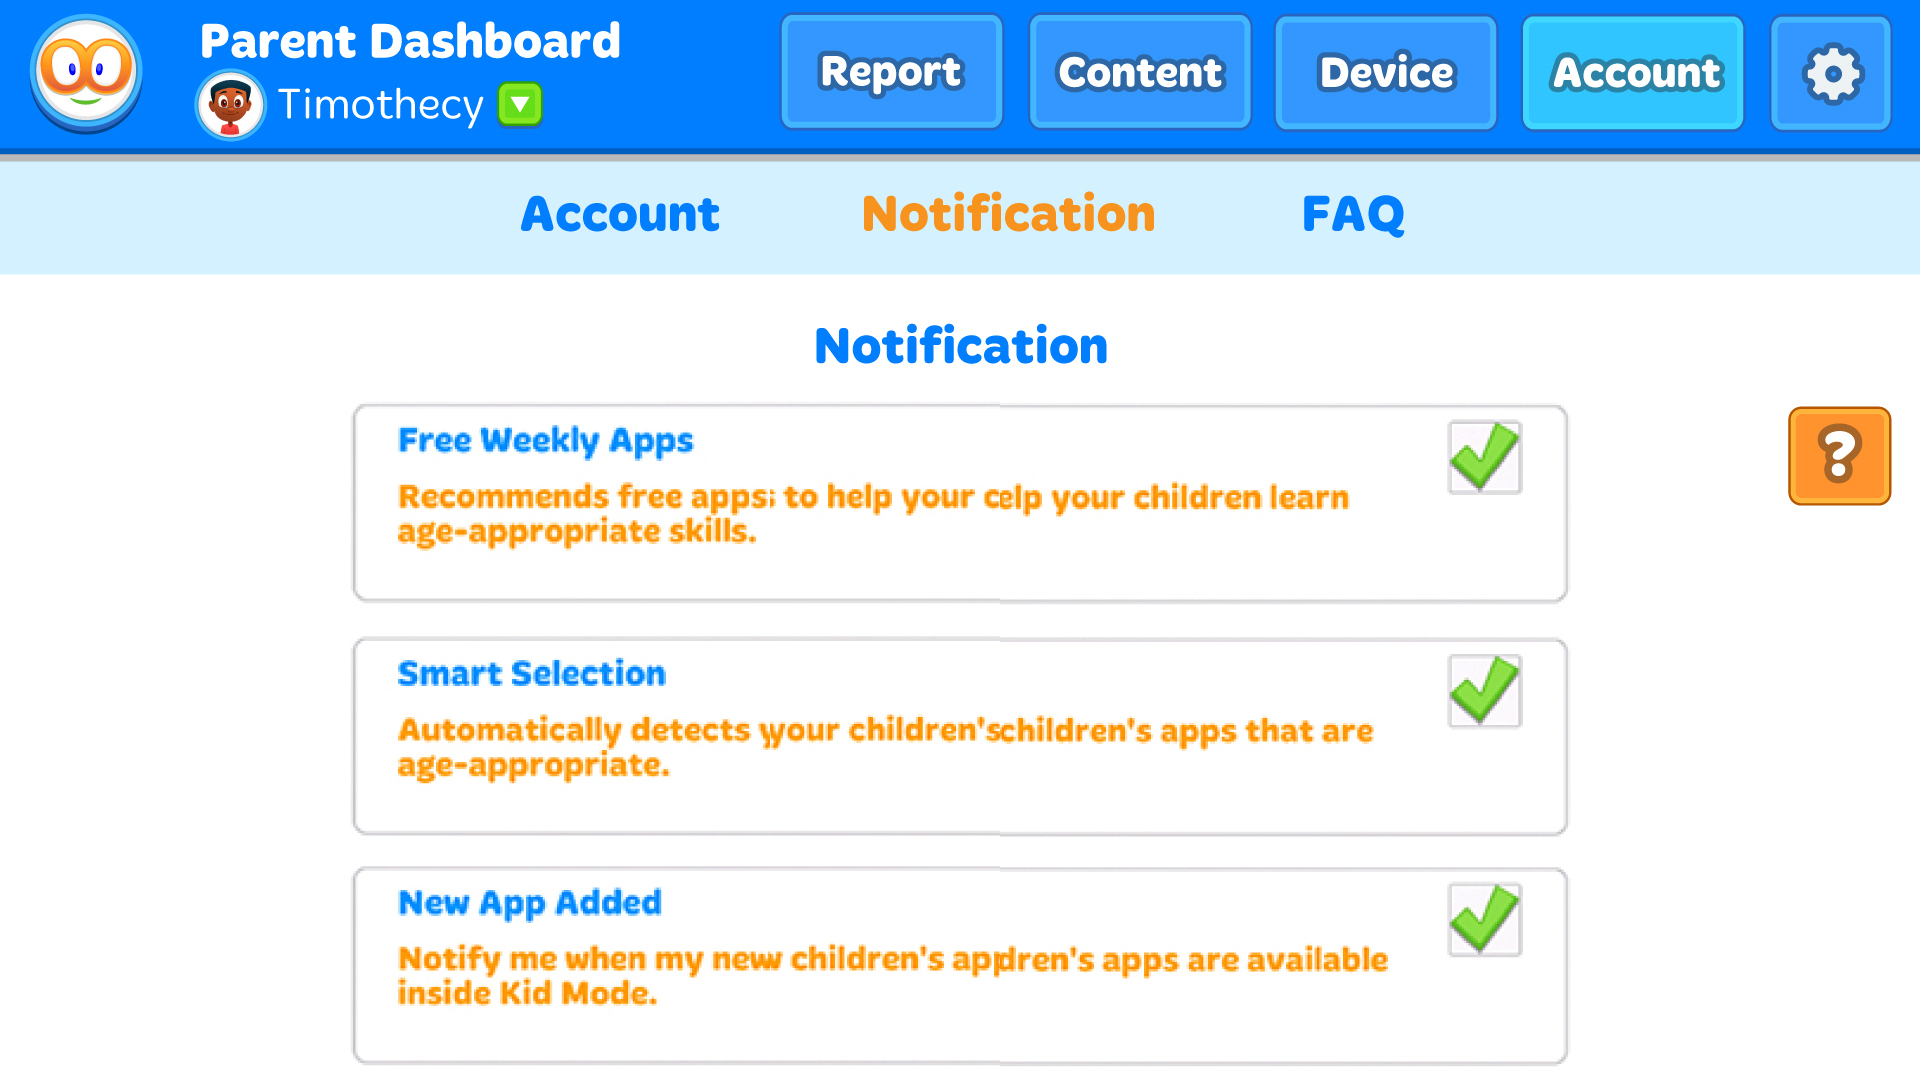 Parent Dashboard
Timothecy
Report
Content
Device
Account
Account
Notification
FAQ
Notification
Free Weekly Apps
Recommends free apps: to help your celp your children learn
age-appropriate skills.
Smart Selection
Automatically detects your children'schildren's apps that are
age-appropriate.
New App Added
Notify me when my new children's appdren's apps are available
inside Kid Mode.
?